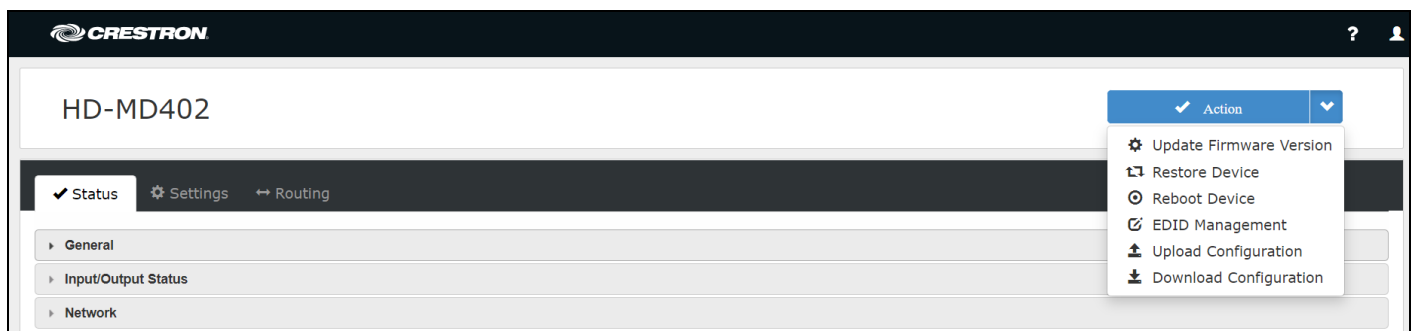 CRESTRON.
?
HD-MD402
Action
Update Firmware Version
Restore Device
Reboot Device
EDID Management
Upload Configuration
Download Configuration
Status Settings Routing
General
Input/Output Status
Network